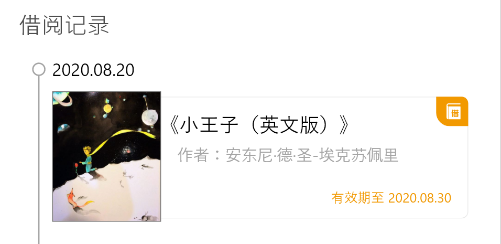 借阅记录
2020.08.20
《小王子（英文版）》
作者：安东尼·德·圣-埃克苏佩里
有效期至 2020.08.30